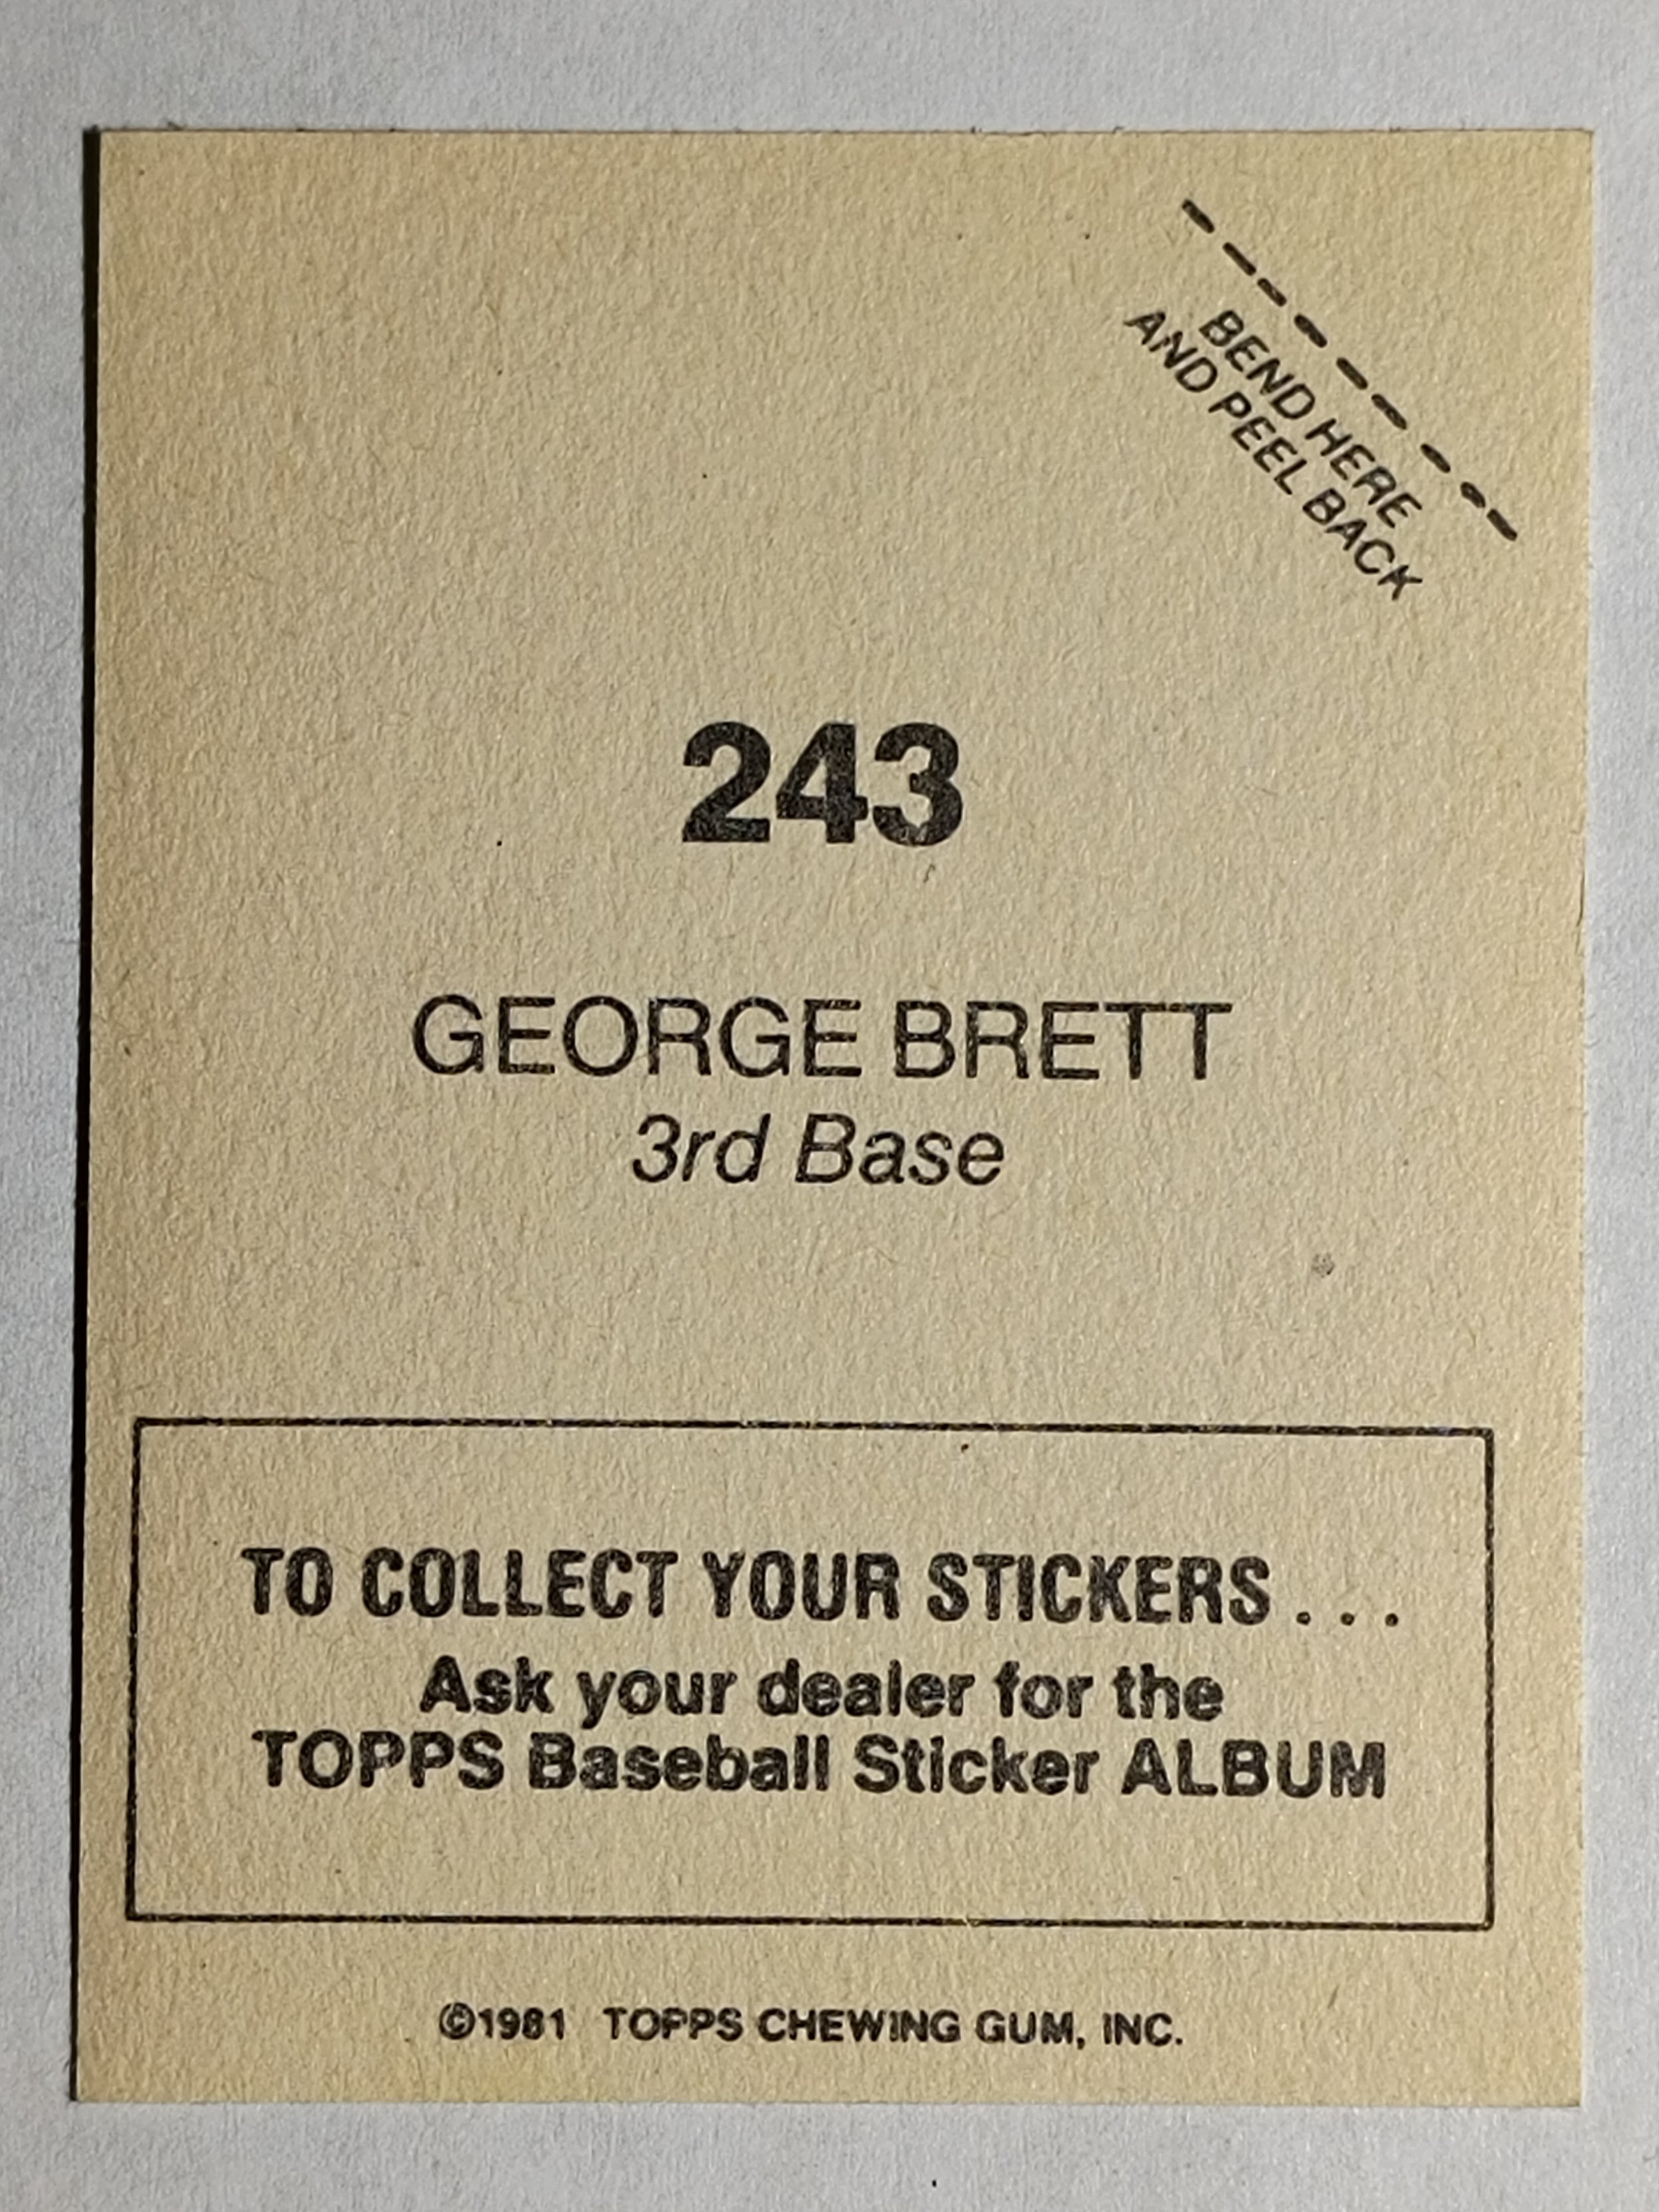 BEND HERE
AND PEEL BACK
243
GEORGE BRETT
3rd Base
TO COLLECT YOUR STICKERS . . .
Ask your dealer for the
TOPPS Baseball Sticker ALBUM
©1981 TOPPS CHEWING GUM, INC.